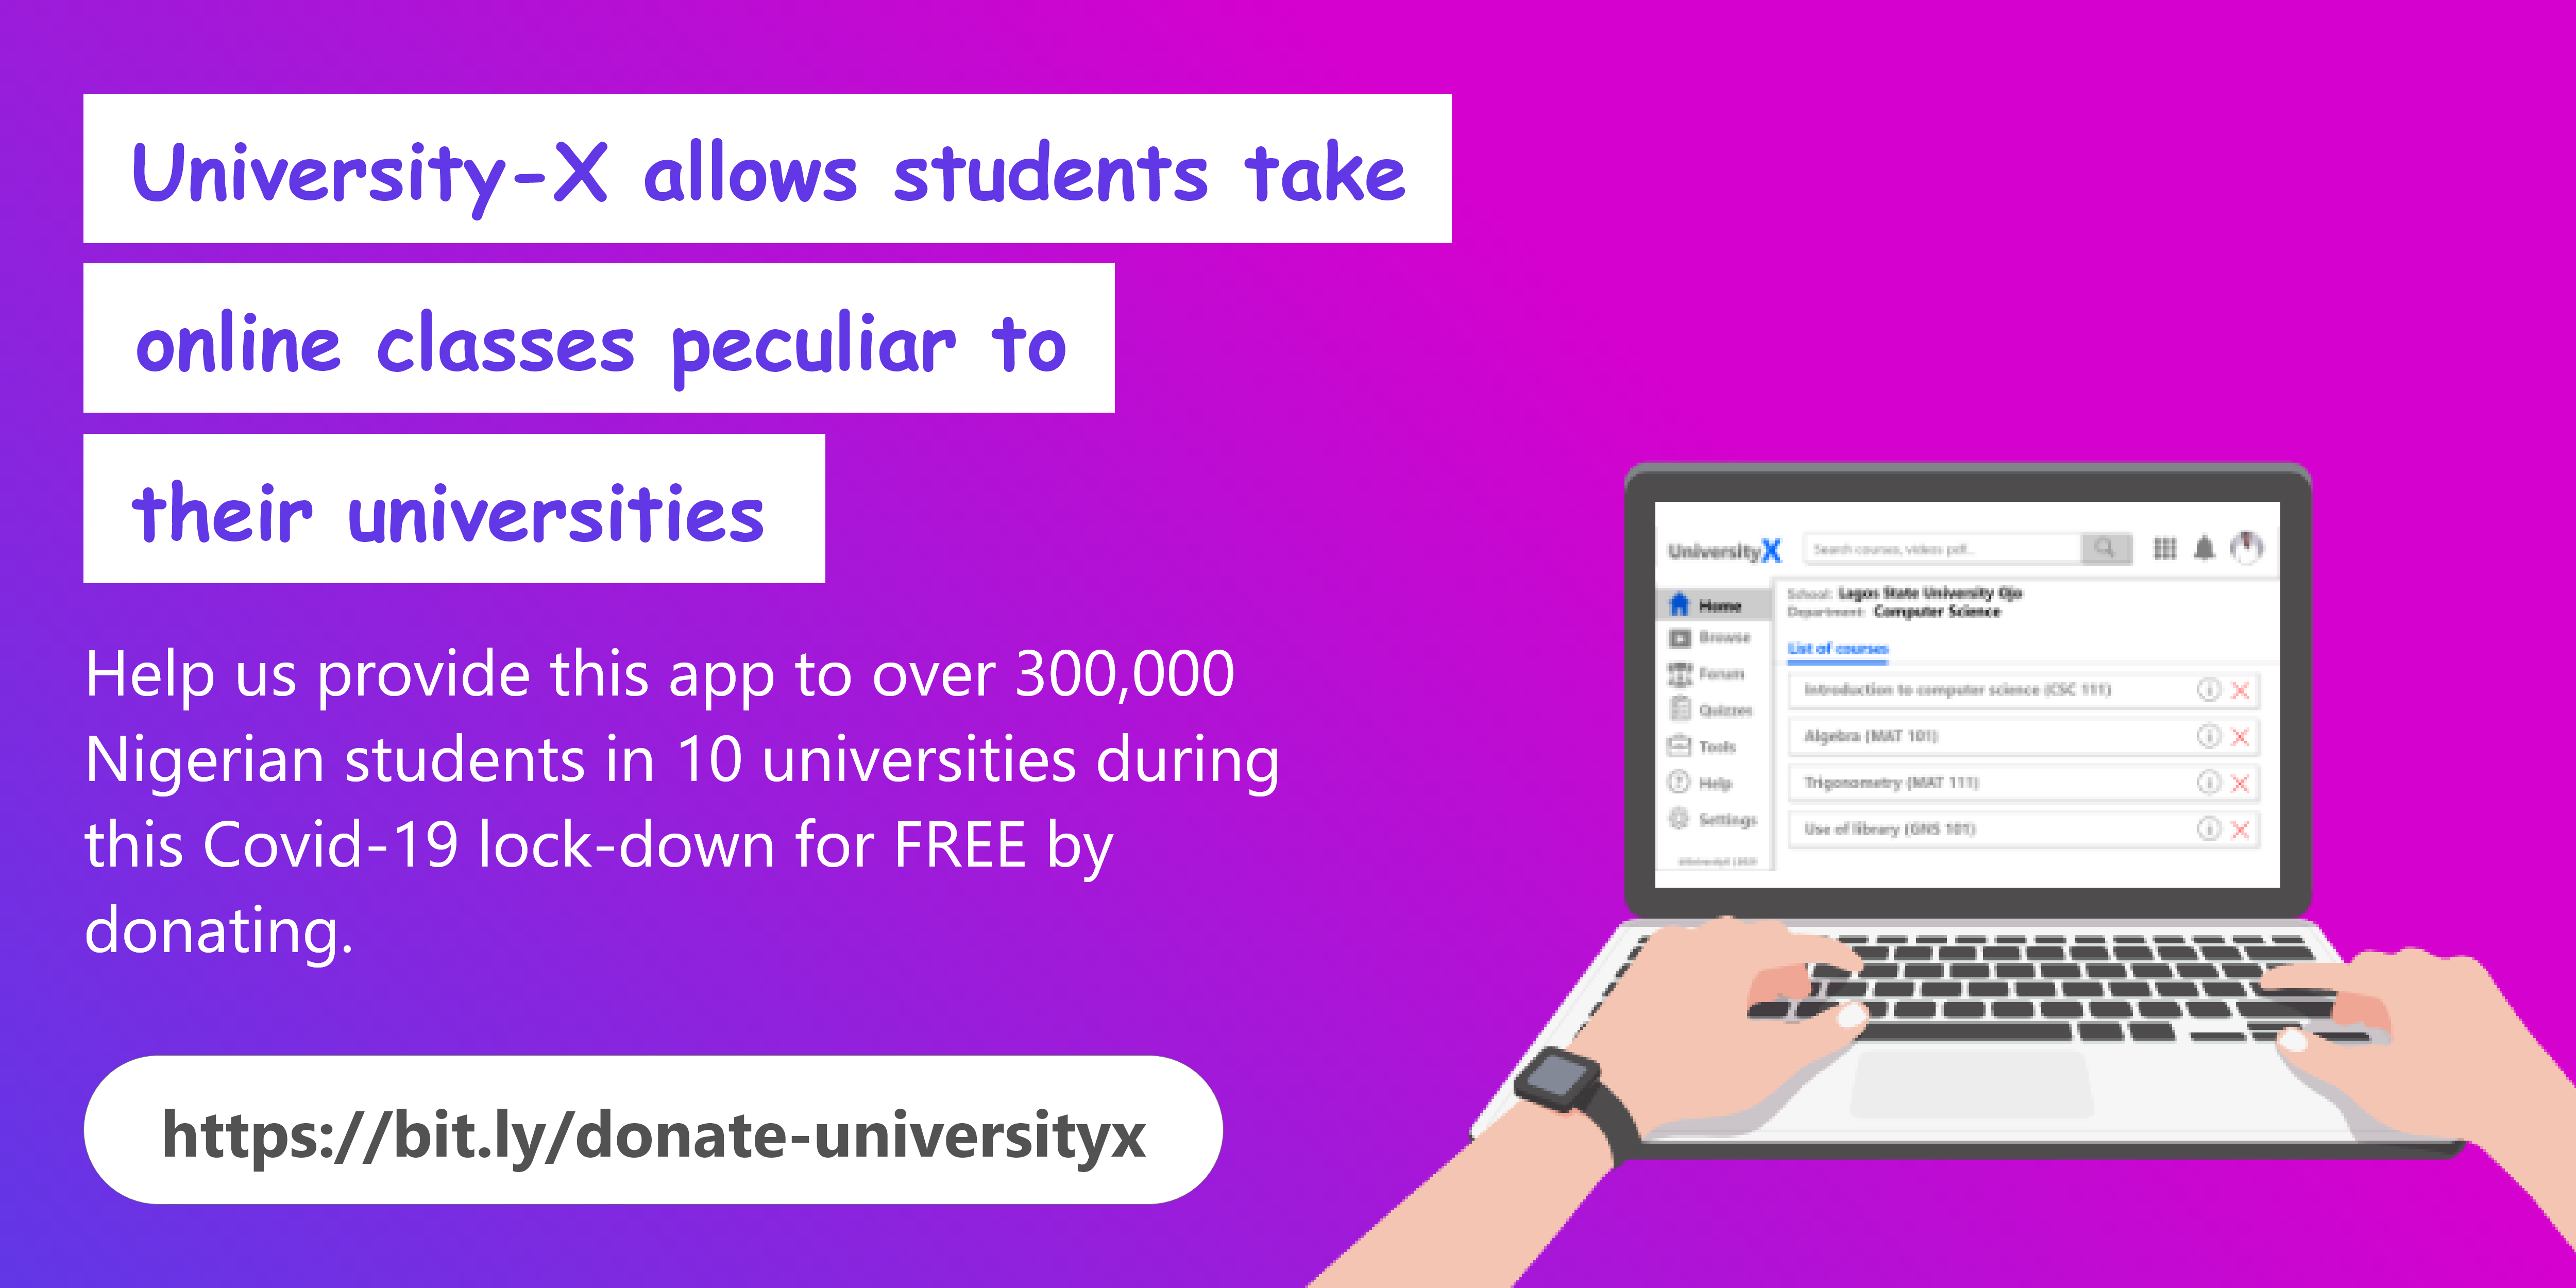 University-X allows students take
online classes peculiar to
their universities
Help us provide this app to over 300,000
Nigerian students in 10 universities during
this Covid-19 lock-down for FREE by
donating.
https://bit.ly/donate-universityx
UniversityX
Search courses, videos pdf...
School: Lagos State University Ojo
Department: Computer Science
List of courses
Home
Browse
Forum
Quizzes
Tools
Help
Settings
Introduction to computer science (CSC 111)
Algebra (MAT 101)
Trigonometry (MAT 111)
Use of library (GNS 101)